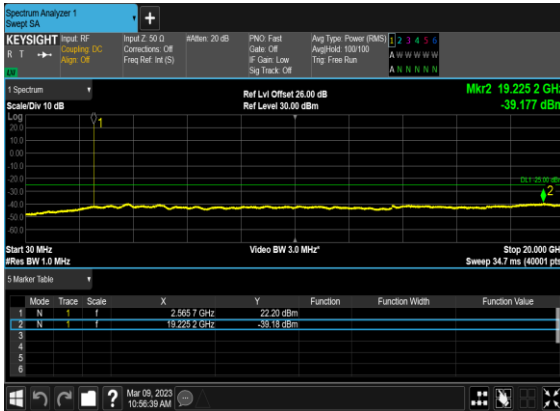 Spectrum Analyzer 1
Swept SA
+
KEYSIGHT Input: RF Input Z: 50 Ω #Atten: 20 dB PNO: Fast Avg Type: Power (RMS) 1 2 3 4 5 6
R T Coupling: DC Corrections: Off Gate: Off Avg|Hold: 100/100 A W W W W W
Align: Off Freq Ref: Int (S) IF Gain: Low Trig: Free Run
Sig Track: Off A N N N N N
1 Spectrum Ref Lvl Offset 26.00 dB Mkr2 19.225 2 GHz
Scale/Div 10 dB Ref Level 30.00 dBm -39.177 dBm
Log
1
20.0
10.0
0.00
-10.0
-20.0
DL1 -25.00 dBm
-30.0
2
-40.0
-50.0
-60.0
Start 30 MHz Video BW 3.0 MHz* Stop 20.000 GHz
#Res BW 1.0 MHz Sweep 34.7 ms (40001 pts)
5 Marker Table
Mode Trace Scale X Y Function Function Width Function Value
1 N 1 f 2.565 7 GHz 22.20 dBm
2 N 1 f 19.225 2 GHz -39.18 dBm
3
4
5
6
? Mar 09, 2023
10:56:39 AM